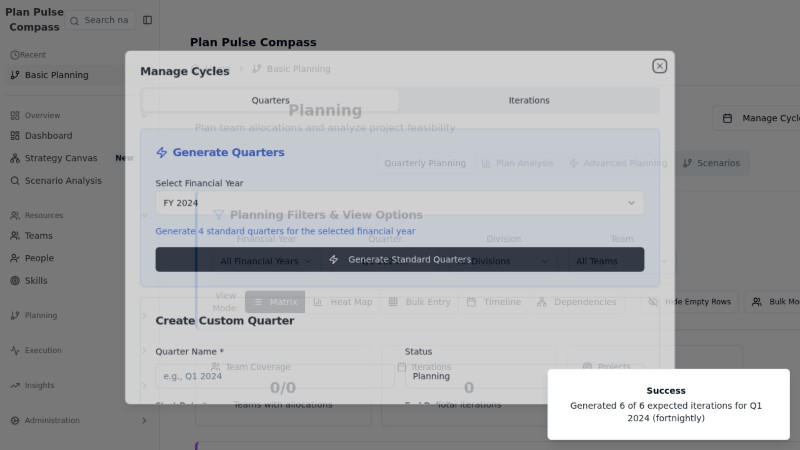 Plan Pulse
Compass
Search na
Recent
Basic Planning
Overview
Dashboard
Strategy Canvas New
Scenario Analysis
Resources
Teams
People
Skills
Planning
Execution
Insights
Administration
Plan Pulse Compass
Basic Planning
Planning
Plan team allocations and analyze project feasibility
Manage Cycle
Quarterly Planning
Plan Analysis
Advanced Planning
Scenarios
Planning Filters & View Options
Financial Year
Quarter
Division
Team
All Financial Years
Divisions
All Teams
View
Mode:
Matrix
Heat Map
Bulk Entry
Timeline
Dependencies
Hide Empty Rows
Bulk Mo
Team Coverage
0/0
Teams with allocations
Iterations
0
Total iterations
Projects
Manage Cycles
Quarters
Iterations
Generate Quarters
Select Financial Year
FY 2024
Generate 4 standard quarters for the selected financial year
Generate Standard Quarters
Create Custom Quarter
Quarter Name *
Status
e.g., Q1 2024
Planning
Success
Generated 6 of 6 expected iterations for Q1
2024 (fortnightly)